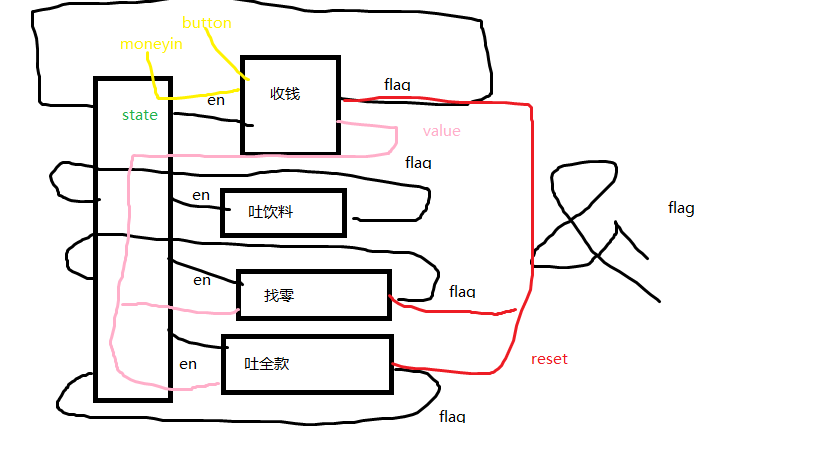 button
moneyin
flag
收钱
en
state
value
flag
en
吐饮料
flag
en
找零
flag
吐全款
en
reset
flag
&